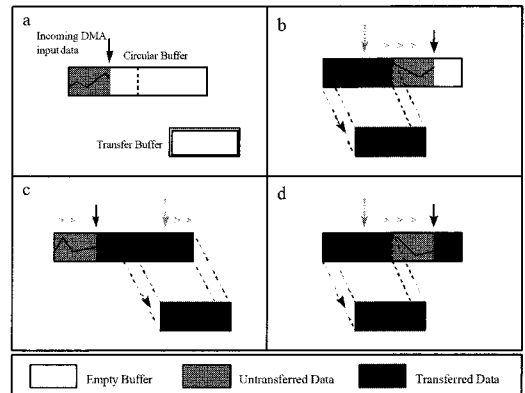 a
Incoming DMA
input data
Circular Buffer
Transfer Buffer
b
c
d
Empty Buffer
Untransferred Data
Transferred Data